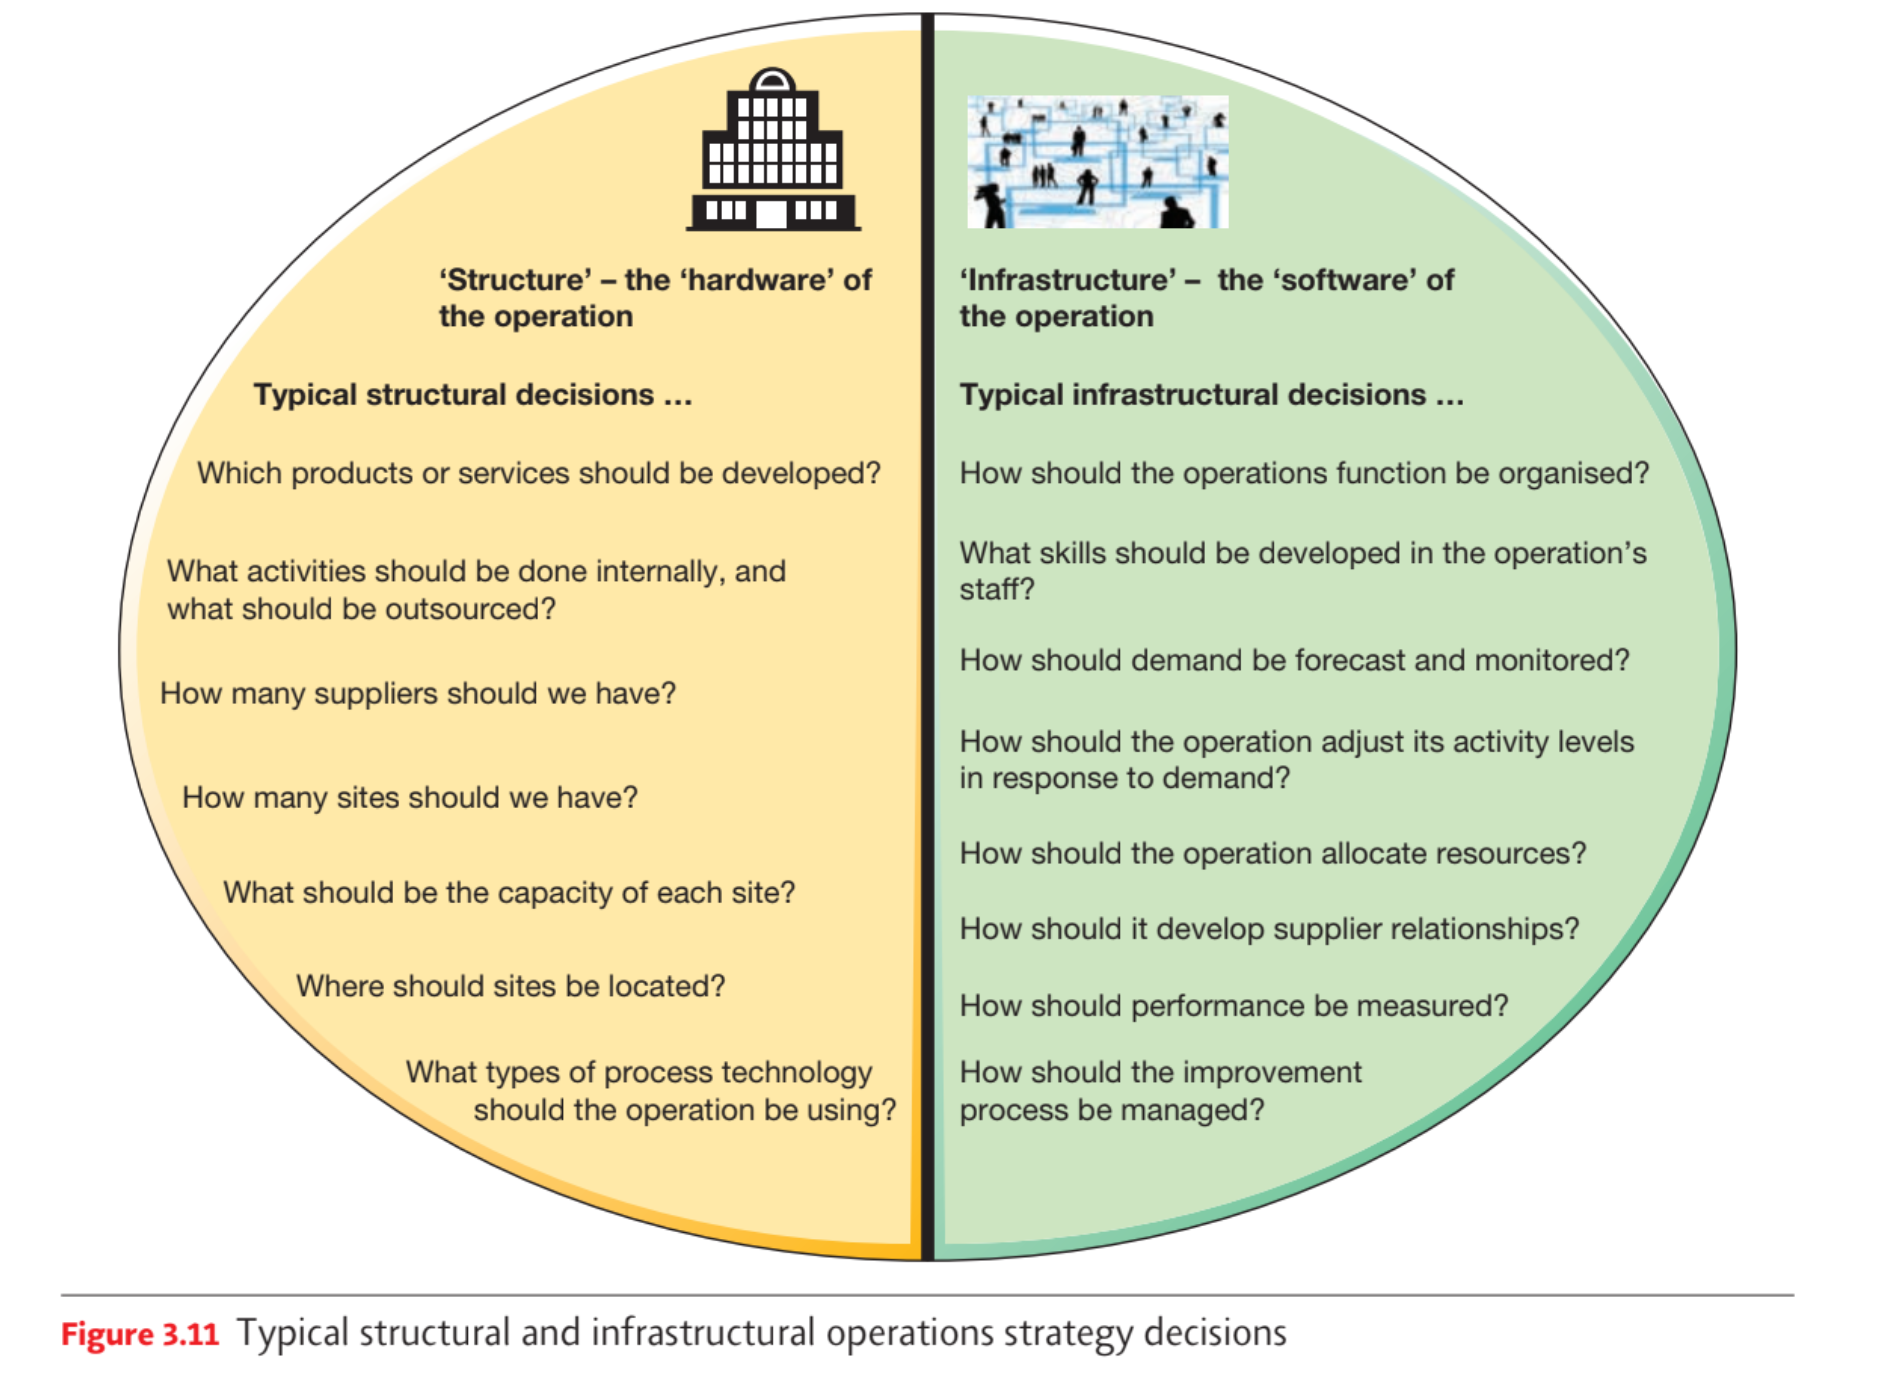 ‘Structure’ – the ‘hardware’ of
the operation
Typical structural decisions ...
Which products or services should be developed?
What activities should be done internally, and
what should be outsourced?
How many suppliers should we have?
How many sites should we have?
What should be the capacity of each site?
Where should sites be located?
What types of process technology
should the operation be using?
‘Infrastructure’ – the ‘software’ of
the operation
Typical infrastructural decisions ...
How should the operations function be organised?
What skills should be developed in the operation’s
staff?
How should demand be forecast and monitored?
How should the operation adjust its activity levels
in response to demand?
How should the operation allocate resources?
How should it develop supplier relationships?
How should performance be measured?
How should the improvement
process be managed?
Figure 3.11 Typical structural and infrastructural operations strategy decisions